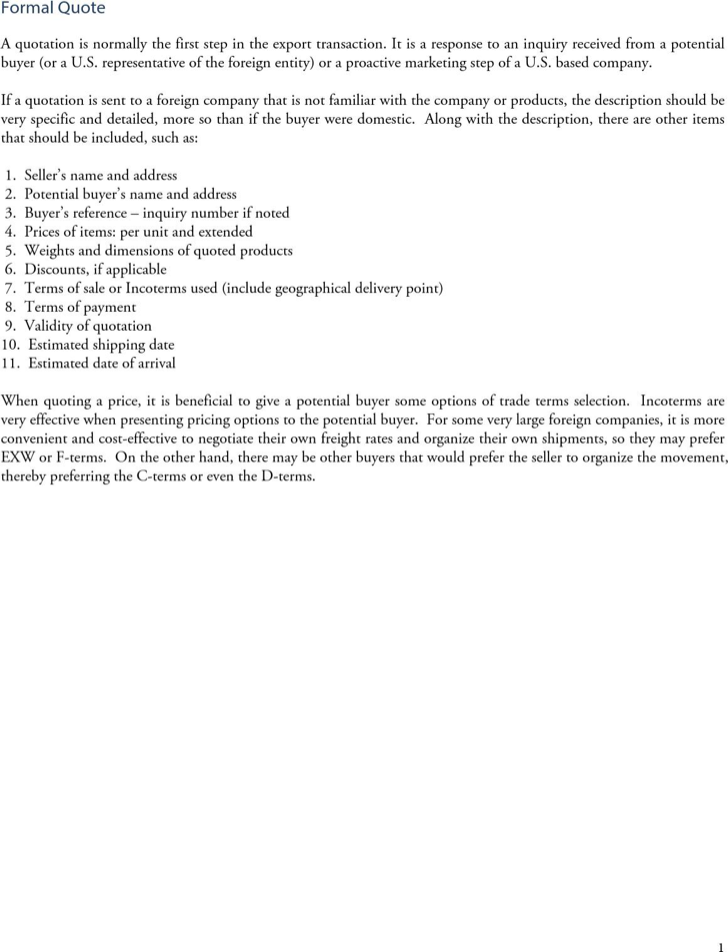 Formal Quote
A quotation is normally the first step in the export transaction. It is a response to an inquiry received from a potential
buyer (or a U.S. representative of the foreign entity) or a proactive marketing step of a U.S. based company.
If a quotation is sent to a foreign company that is not familiar with the company or products, the description should be
very specific and detailed, more so than if the buyer were domestic. Along with the description, there are other items
that should be included, such as:
1. Seller's name and address
2. Potential buyer's name and address
3. Buyer's reference – inquiry number if noted
4. Prices of items: per unit and extended
5. Weights and dimensions of quoted products
6. Discounts, if applicable
7. Terms of sale or Incoterms used (include geographical delivery point)
8. Terms of payment
9. Validity of quotation
10. Estimated shipping date
11. Estimated date of arrival
When quoting a price, it is beneficial to give a potential buyer some options of trade terms selection. Incoterms are
very effective when presenting pricing options to the potential buyer. For some very large foreign companies, it is more
convenient and cost-effective to negotiate their own freight rates and organize their own shipments, so they may prefer
EXW or F-terms. On the other hand, there may be other buyers that would prefer the seller to organize the movement,
thereby preferring the C-terms or even the D-terms.
1